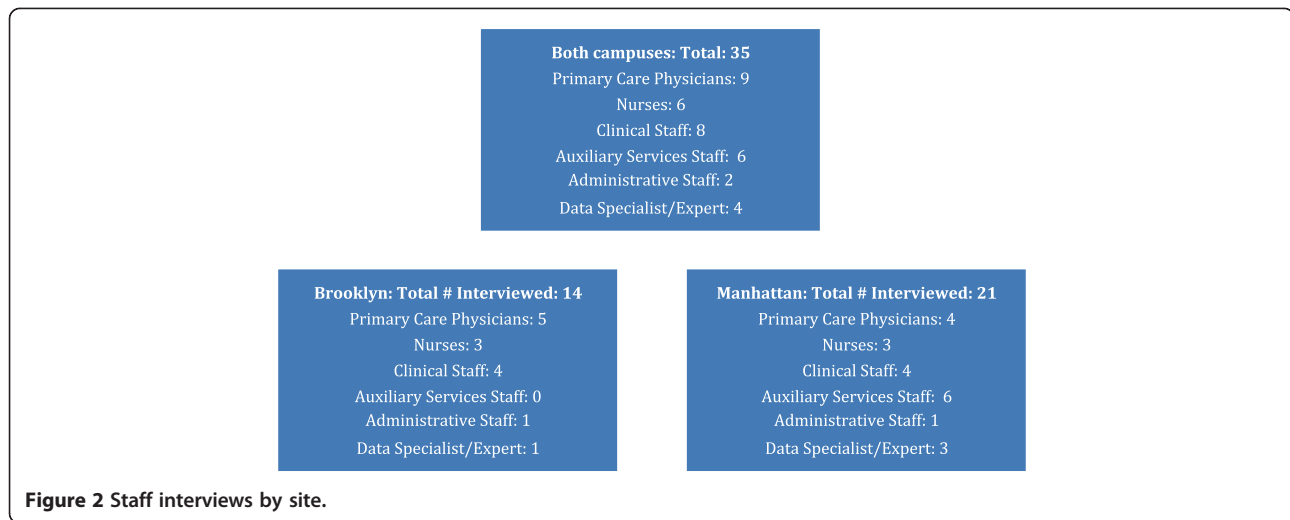 Both campuses: Total: 35
Primary Care Physicians: 9
Nurses: 6
Clinical Staff: 8
Auxiliary Services Staff: 6
Administrative Staff: 2
Data Specialist/Expert: 4
Brooklyn: Total # Interviewed: 14
Primary Care Physicians: 5
Nurses: 3
Clinical Staff: 4
Auxiliary Services Staff: 0
Administrative Staff: 1
Data Specialist/Expert: 1
Manhattan: Total # Interviewed: 21
Primary Care Physicians: 4
Nurses: 3
Clinical Staff: 4
Auxiliary Services Staff: 6
Administrative Staff: 1
Data Specialist/Expert: 3
Figure 2 Staff interviews by site.